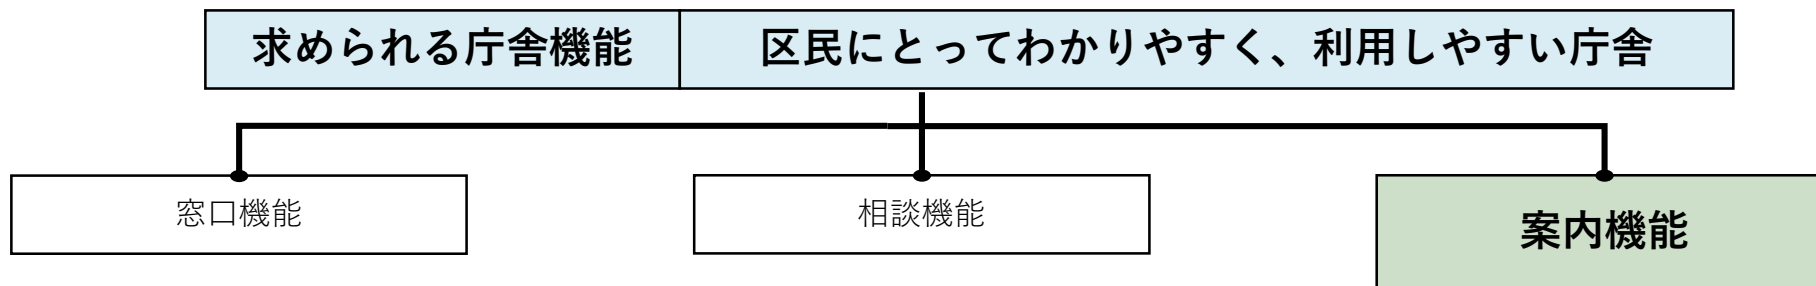 求められる庁舎機能
区民にとってわかりやすく、利用しやすい庁舎
窓口機能
相談機能
案内機能